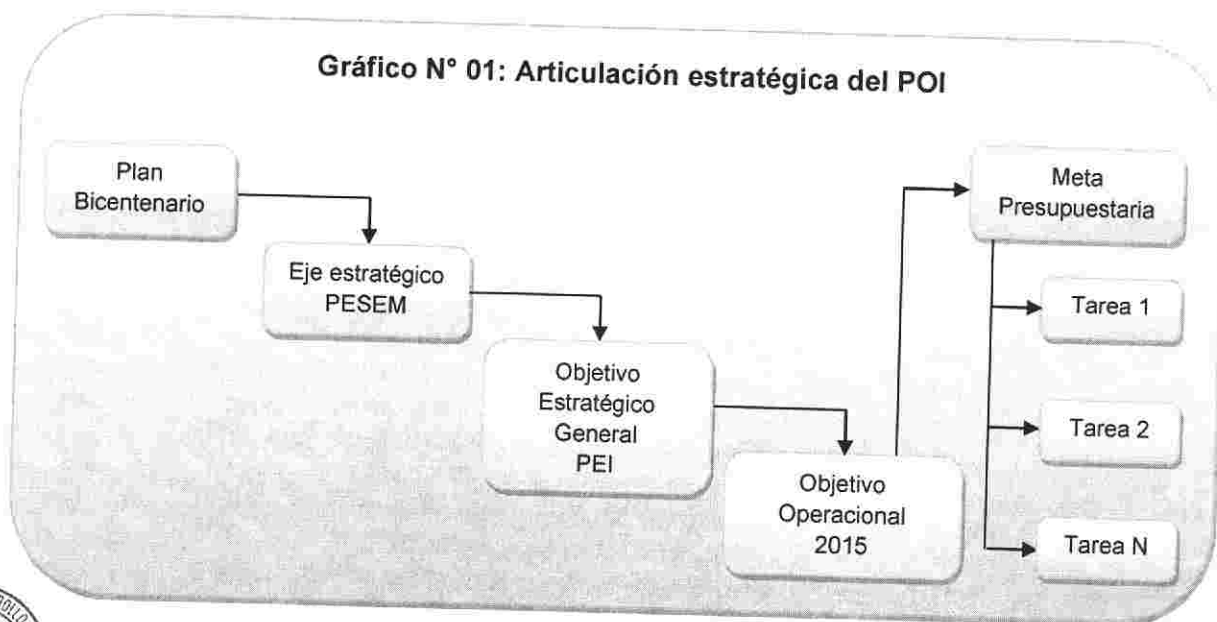 Gráfico N° 01: Articulación estratégica del POI
Plan
Bicentenario
Eje estratégico
PESEM
Objetivo
Estratégico
General
PEI
Objetivo
Operacional
2015
Meta
Presupuestaria
Tarea 1
Tarea 2
Tarea N